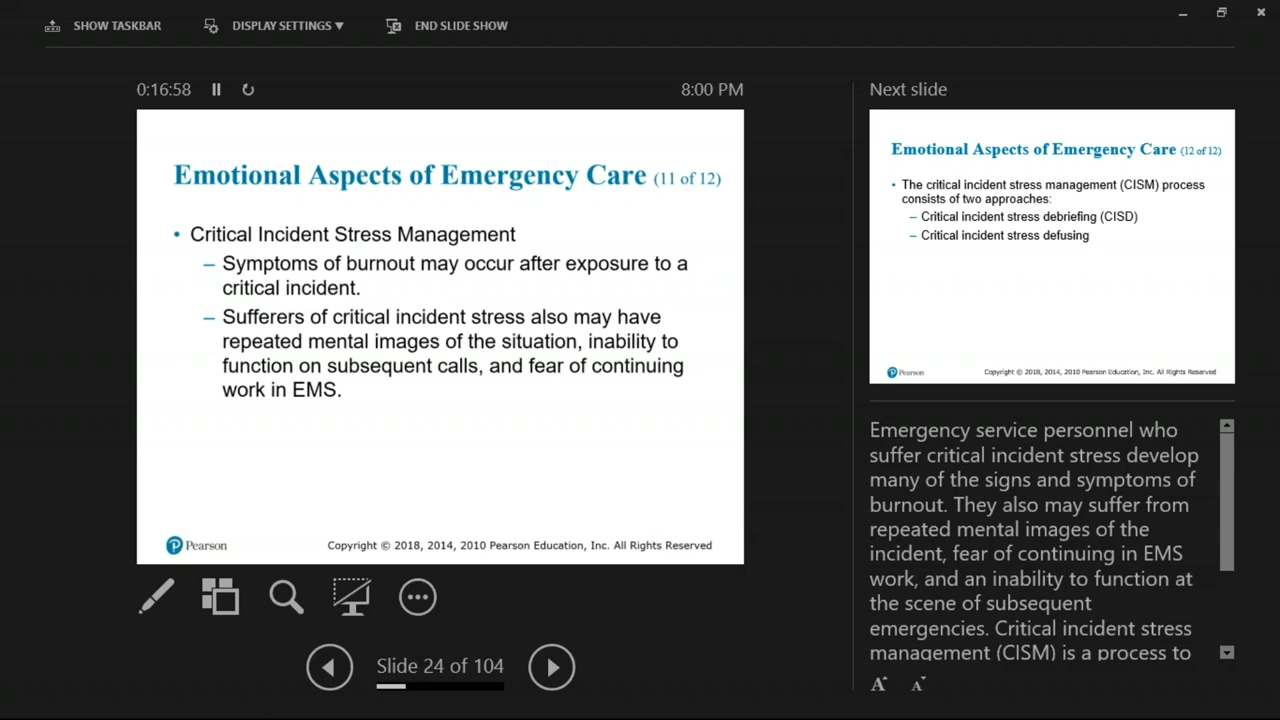 SHOW TASKBAR DISPLAY SETTINGS ▼ END SLIDE SHOW
0:16:58 8:00 PM
Emotional Aspects of Emergency Care (11 of 12)
• Critical Incident Stress Management
– Symptoms of burnout may occur after exposure to a
critical incident.
– Sufferers of critical incident stress also may have
repeated mental images of the situation, inability to
function on subsequent calls, and fear of continuing
work in EMS.
Pearson Copyright © 2018, 2014, 2010 Pearson Education, Inc. All Rights Reserved
Slide 24 of 104
Next slide
Emotional Aspects of Emergency Care (12 of 12)
• The critical incident stress management (CISM) process
consists of two approaches:
– Critical incident stress debriefing (CISD)
– Critical incident stress defusing
Pearson Copyright © 2018, 2014, 2010 Pearson Education, Inc. All Rights Reserved
Emergency service personnel who
suffer critical incident stress develop
many of the signs and symptoms of
burnout. They also may suffer from
repeated mental images of the
incident, fear of continuing in EMS
work, and an inability to function at
the scene of subsequent
emergencies. Critical incident stress
management (CISM) is a process to
A A